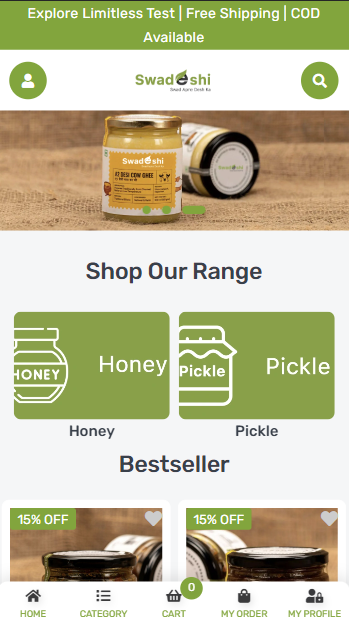 Explore Limitless Test | Free Shipping | COD
Available
Swadeshi
Swad Apne Desh Ka
Swadeshi
A2 DESI COW GHEE
Shop Our Range
HONEY
Honey
Pickle
Pickle
Honey
Pickle
Bestseller
15% OFF
15% OFF
0
HOME
CATEGORY
CART
MY ORDER
MY PROFILE